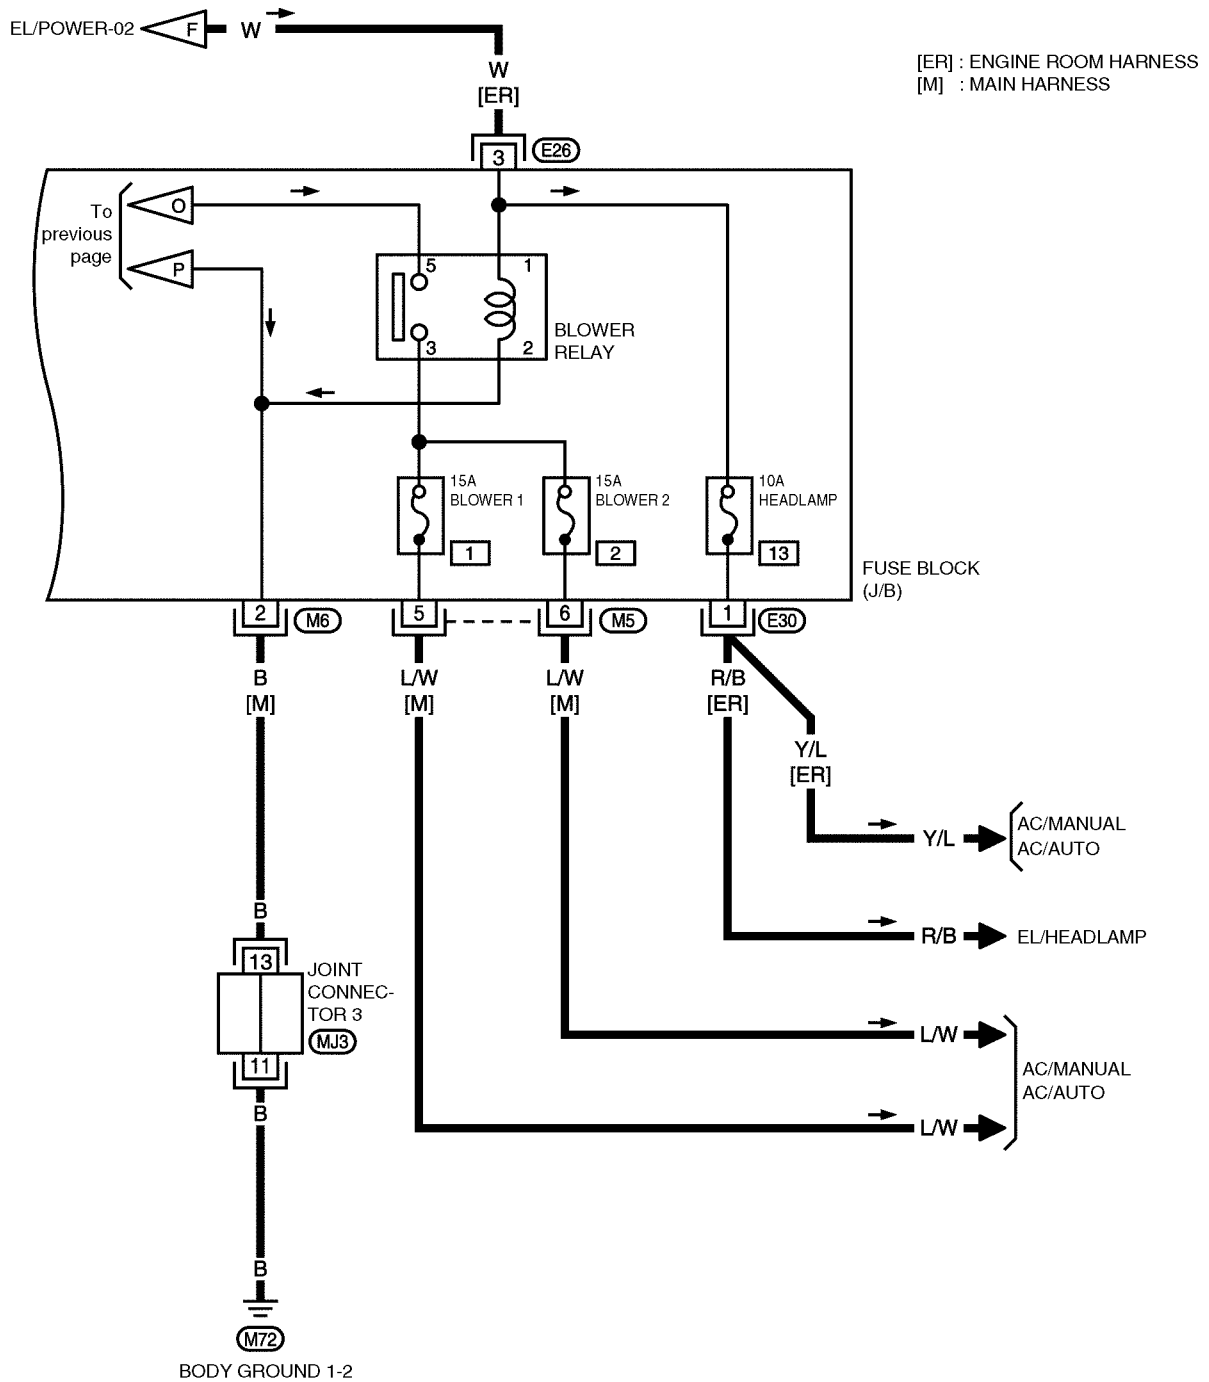 EL/POWER-02
F
W
[ER] : ENGINE ROOM HARNESS
[M] : MAIN HARNESS
W
[ER]
3
E26
To
previous
page
O
P
5
1
3
2
BLOWER
RELAY
15A
BLOWER 1
1
15A
BLOWER 2
2
10A
HEADLAMP
13
FUSE BLOCK
(J/B)
2
M6
5
6
M5
1
E30
B
[M]
L/W
[M]
L/W
[M]
R/B
[ER]
Y/L
[ER]
Y/L
AC/MANUAL
AC/AUTO
B
R/B
EL/HEADLAMP
13
JOINT
CONNEC-
TOR 3
MJ3
11
L/W
L/W
AC/MANUAL
AC/AUTO
B
B
M72
BODY GROUND 1-2